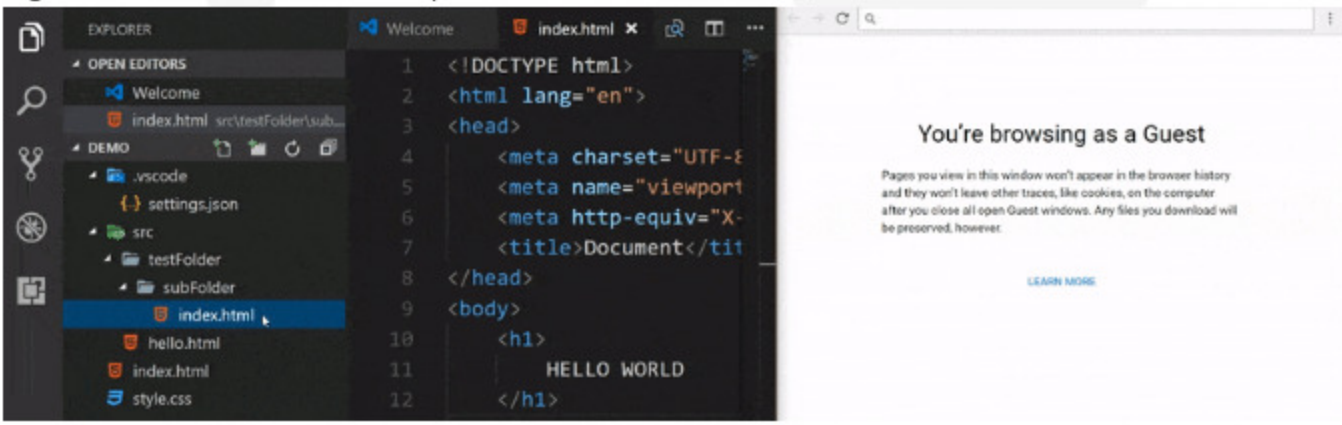 EXPLORER
OPEN EDITORS
Welcome
index.html src\testFolder\sub...
DEMO
.vscode
{..} settings.json
src
testFolder
subFolder
index.html
hello.html
index.html
style.css
Welcome
index.html ×
...
1 <!DOCTYPE html>
2 <html lang="en">
3 <head>
4 <meta charset="UTF-8
5 <meta name="viewport
6 <meta http-equiv="X-
7 <title>Document</tit
8 </head>
9 <body>
10 <h1>
11 HELLO WORLD
12 </h1>
You're browsing as a Guest
Pages you view in this window won't appear in the browser history
and they won't leave other traces, like cookies, on the computer
after you close all open Guest windows. Any files you download will
be preserved, however.
LEARN MORE